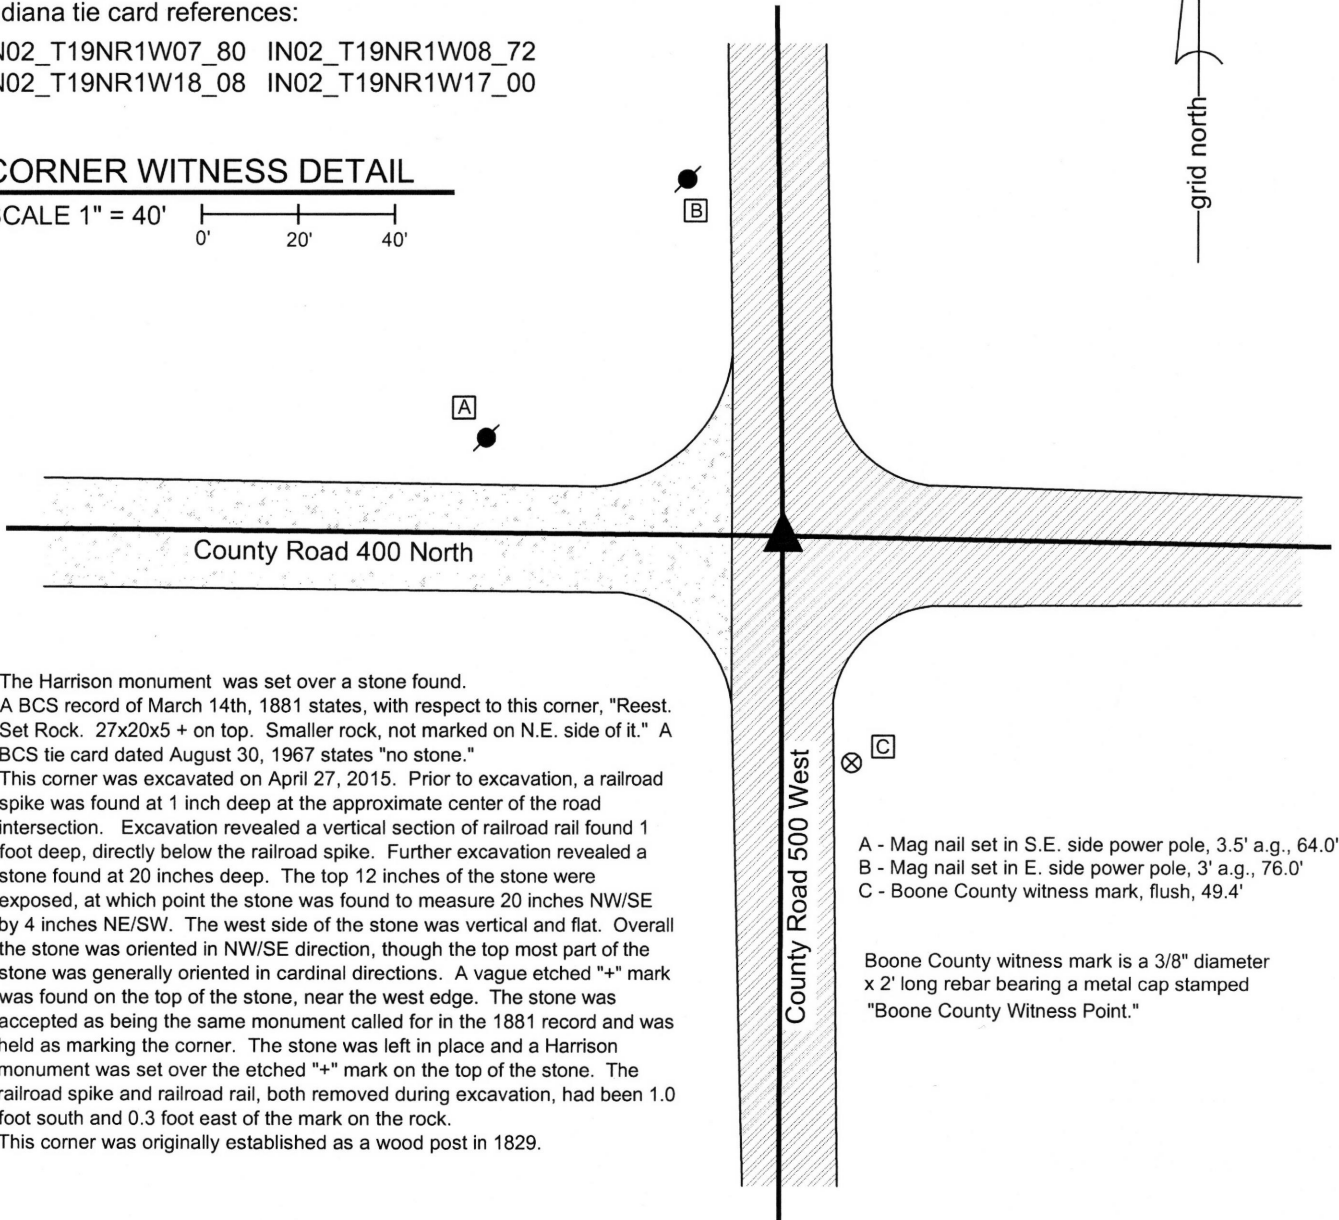 diana tie card references:
N02_T19NR1W07_80 IN02_T19NR1W08_72
N02_T19NR1W18_08 IN02_T19NR1W17_00
CORNER WITNESS DETAIL
SCALE 1" = 40'
0' 20' 40'
grid north
B
A
County Road 400 North
The Harrison monument was set over a stone found.
A BCS record of March 14th, 1881 states, with respect to this corner, "Reest.
Set Rock. 27x20x5 + on top. Smaller rock, not marked on N.E. side of it." A
BCS tie card dated August 30, 1967 states "no stone."
This corner was excavated on April 27, 2015. Prior to excavation, a railroad
spike was found at 1 inch deep at the approximate center of the road
intersection. Excavation revealed a vertical section of railroad rail found 1
foot deep, directly below the railroad spike. Further excavation revealed a
stone found at 20 inches deep. The top 12 inches of the stone were
exposed, at which point the stone was found to measure 20 inches NW/SE
by 4 inches NE/SW. The west side of the stone was vertical and flat. Overall
the stone was oriented in NW/SE direction, though the top most part of the
stone was generally oriented in cardinal directions. A vague etched "+" mark
was found on the top of the stone, near the west edge. The stone was
accepted as being the same monument called for in the 1881 record and was
held as marking the corner. The stone was left in place and a Harrison
monument was set over the etched "+" mark on the top of the stone. The
railroad spike and railroad rail, both removed during excavation, had been 1.0
foot south and 0.3 foot east of the mark on the rock.
This corner was originally established as a wood post in 1829.
County Road 500 West
C
A - Mag nail set in S.E. side power pole, 3.5' a.g., 64.0'
B - Mag nail set in E. side power pole, 3' a.g., 76.0'
C - Boone County witness mark, flush, 49.4'
Boone County witness mark is a 3/8" diameter
x 2' long rebar bearing a metal cap stamped
"Boone County Witness Point."